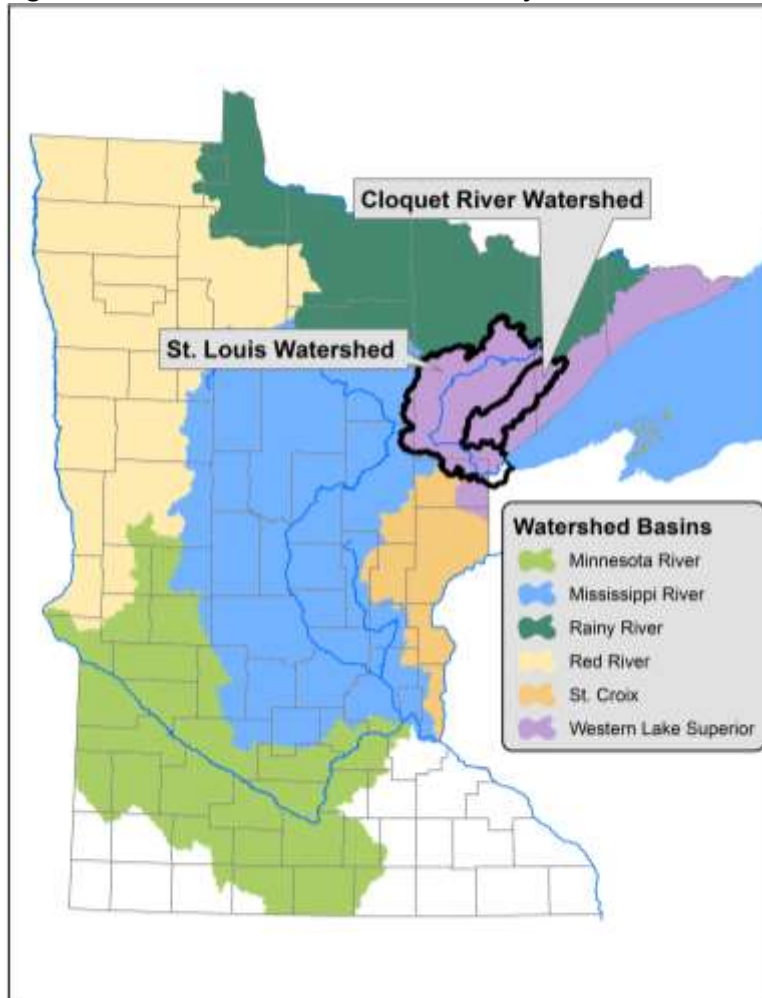 Cloquet River Watershed
St. Louis Watershed
Watershed Basins
Minnesota River
Mississippi River
Rainy River
Red River
St. Croix
Western Lake Superior